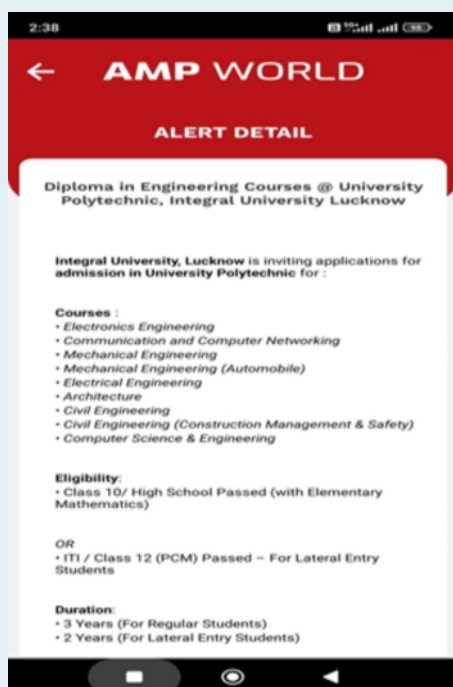 2:38
AMP WORLD
ALERT DETAIL
Diploma in Engineering Courses @ University
Polytechnic, Integral University Lucknow
Integral University, Lucknow is inviting applications for
admission in University Polytechnic for :
Courses :
• Electronics Engineering
• Communication and Computer Networking
• Mechanical Engineering
• Mechanical Engineering (Automobile)
• Electrical Engineering
• Architecture
• Civil Engineering
• Civil Engineering (Construction Management & Safety)
• Computer Science & Engineering
Eligibility:
• Class 10/ High School Passed (with Elementary
Mathematics)
OR
• ITI / Class 12 (PCM) Passed – For Lateral Entry
Students
Duration:
• 3 Years (For Regular Students)
• 2 Years (For Lateral Entry Students)